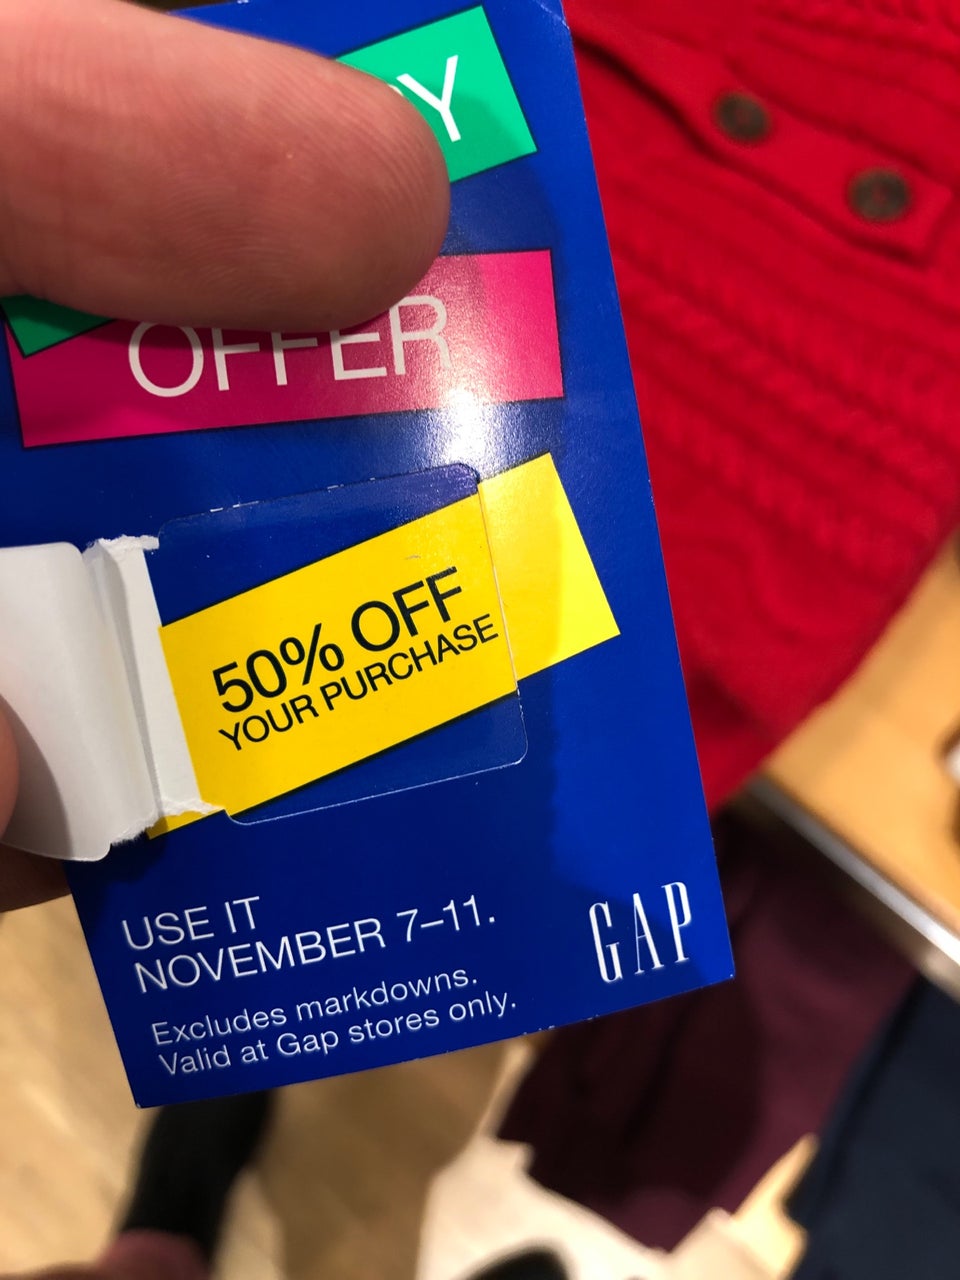 OFFER
50% OFF
YOUR PURCHASE
USE IT
NOVEMBER 7–11.
Excludes markdowns.
Valid at Gap stores only.
GAP